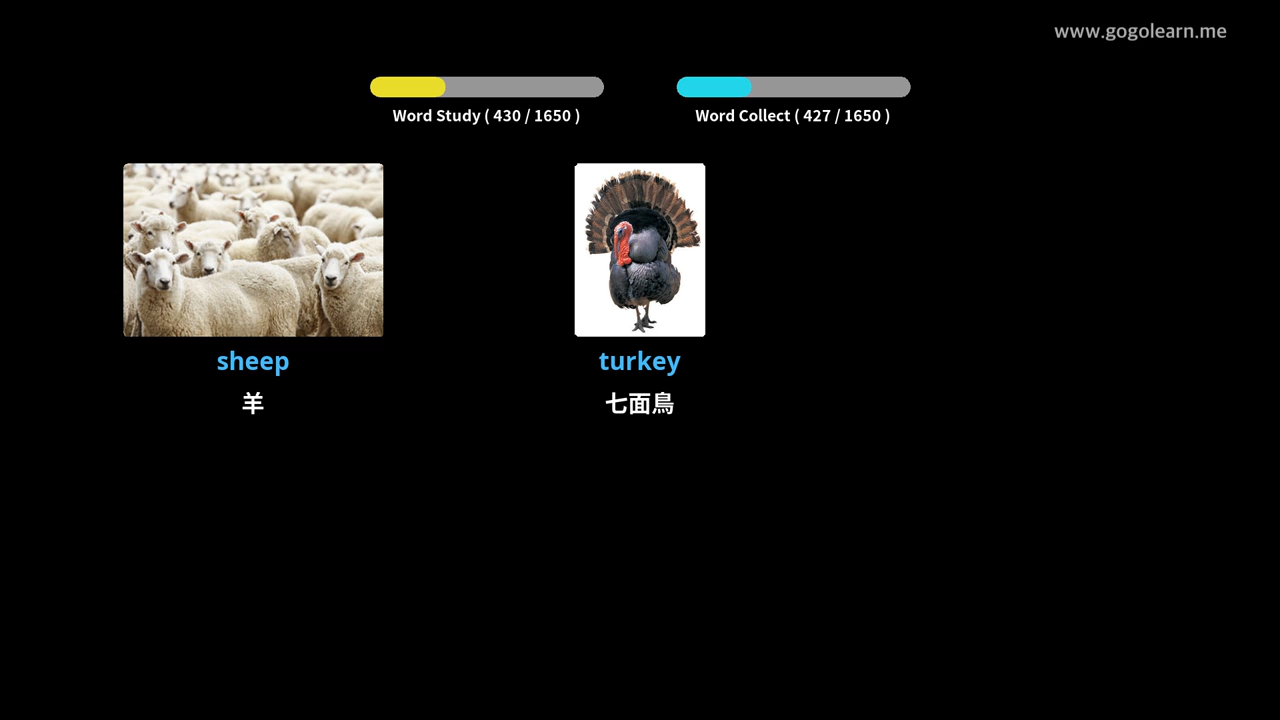 www.gogolearn.me
Word Study ( 430 / 1650 )
Word Collect ( 427 / 1650 )
sheep
羊
turkey
七面鳥